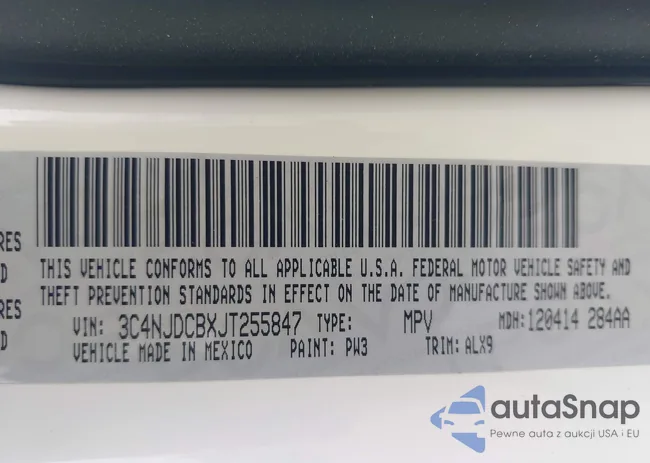 THIS VEHICLE CONFORMS TO ALL APPLICABLE U.S.A. FEDERAL MOTOR VEHICLE SAFETY AND
RES
THEFT PREVENTION STANDARDS IN EFFECT ON THE DATE OF MANUFACTURE SHOWN ABOVE.
D
RES
VIN: 3C4NJDCBXJT255847 TYPE: MPV MDH: 120414 284AA
D
VEHICLE MADE IN MEXICO PAINT: PW3 TRIM: ALX9
autaSnap
Pewne auta z aukcji USA i EU